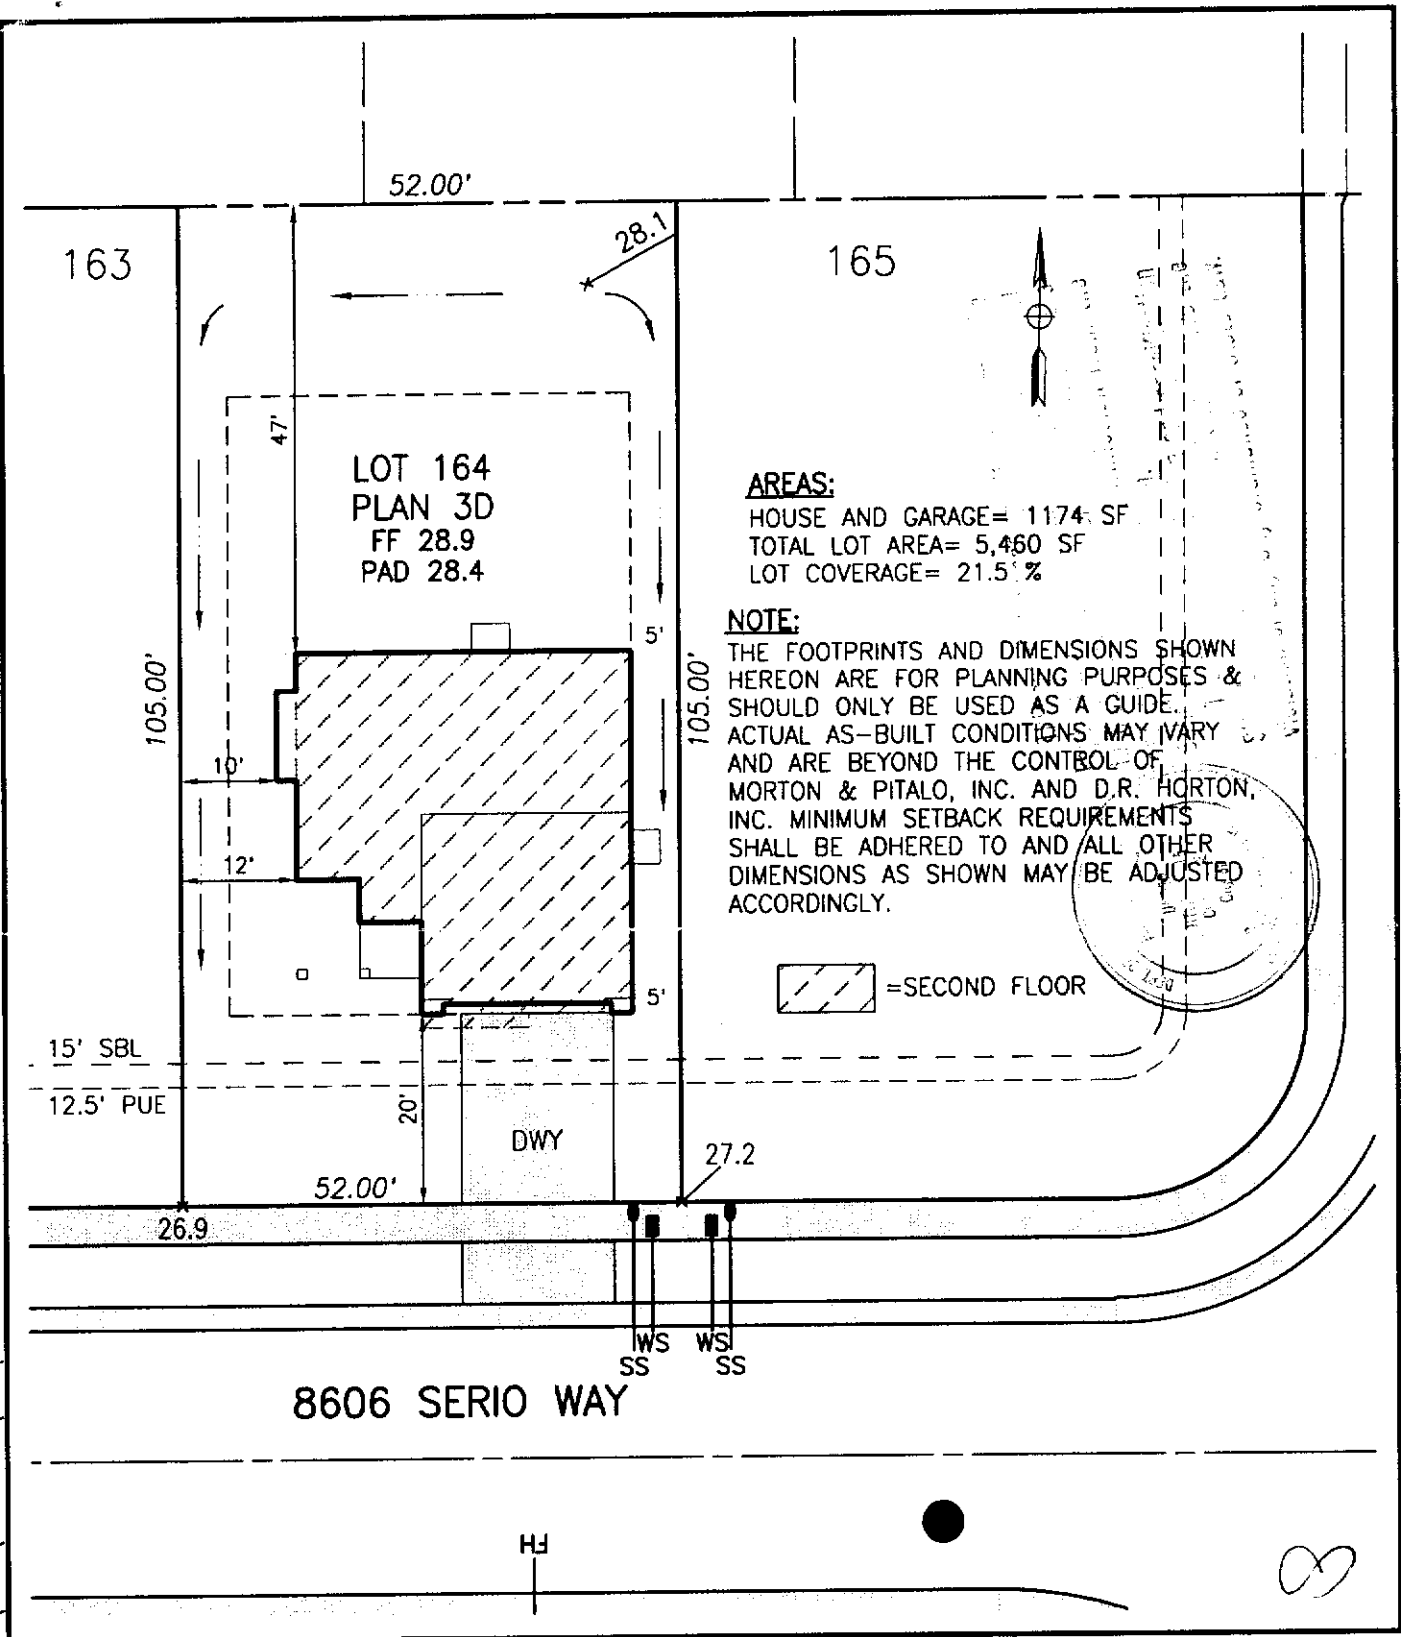 52.00'
163
28.1
165
47'
LOT 164
PLAN 3D
FF 28.9
PAD 28.4
AREAS:
HOUSE AND GARAGE= 1174 SF
TOTAL LOT AREA= 5,460 SF
LOT COVERAGE= 21.5 %
NOTE:
THE FOOTPRINTS AND DIMENSIONS SHOWN
HEREON ARE FOR PLANNING PURPOSES &
SHOULD ONLY BE USED AS A GUIDE.
ACTUAL AS-BUILT CONDITIONS MAY VARY
AND ARE BEYOND THE CONTROL OF
MORTON & PITALO, INC. AND D.R. HORTON,
INC. MINIMUM SETBACK REQUIREMENTS
SHALL BE ADHERED TO AND ALL OTHER
DIMENSIONS AS SHOWN MAY BE ADJUSTED
ACCORDINGLY.
5'
105.00'
105.00'
10'
12'
=SECOND FLOOR
5'
15' SBL
12.5' PUE
20'
DWY
27.2
52.00'
26.9
WS
WS
SS
SS
8606 SERIO WAY
FH